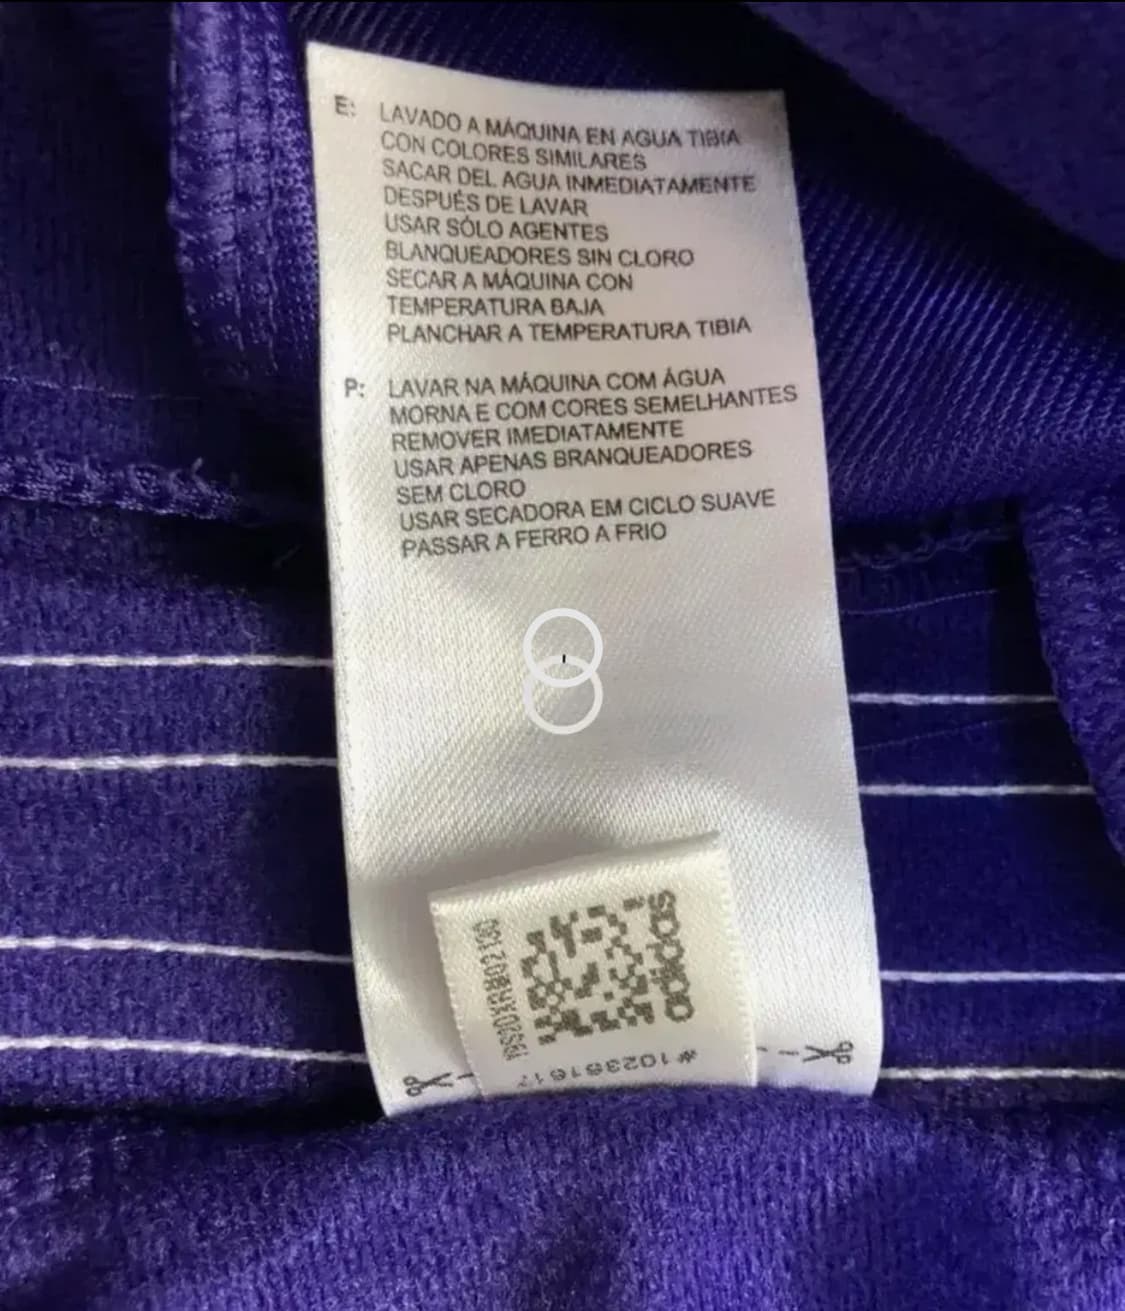 E: LAVADO A MÁQUINA EN AGUA TIBIA
CON COLORES SIMILARES
SACAR DEL AGUA INMEDIATAMENTE
DESPUÉS DE LAVAR
USAR SÓLO AGENTES
BLANQUEADORES SIN CLORO
SECAR A MÁQUINA CON
TEMPERATURA BAJA
PLANCHAR A TEMPERATURA TIBIA
P: LAVAR NA MÁQUINA COM ÁGUA
MORNA E COM CORES SEMELHANTES
REMOVER IMEDIATAMENTE
USAR APENAS BRANQUEADORES
SEM CLORO
USAR SECADORA EM CICLO SUAVE
PASSAR A FERRO A FRIO
adidas